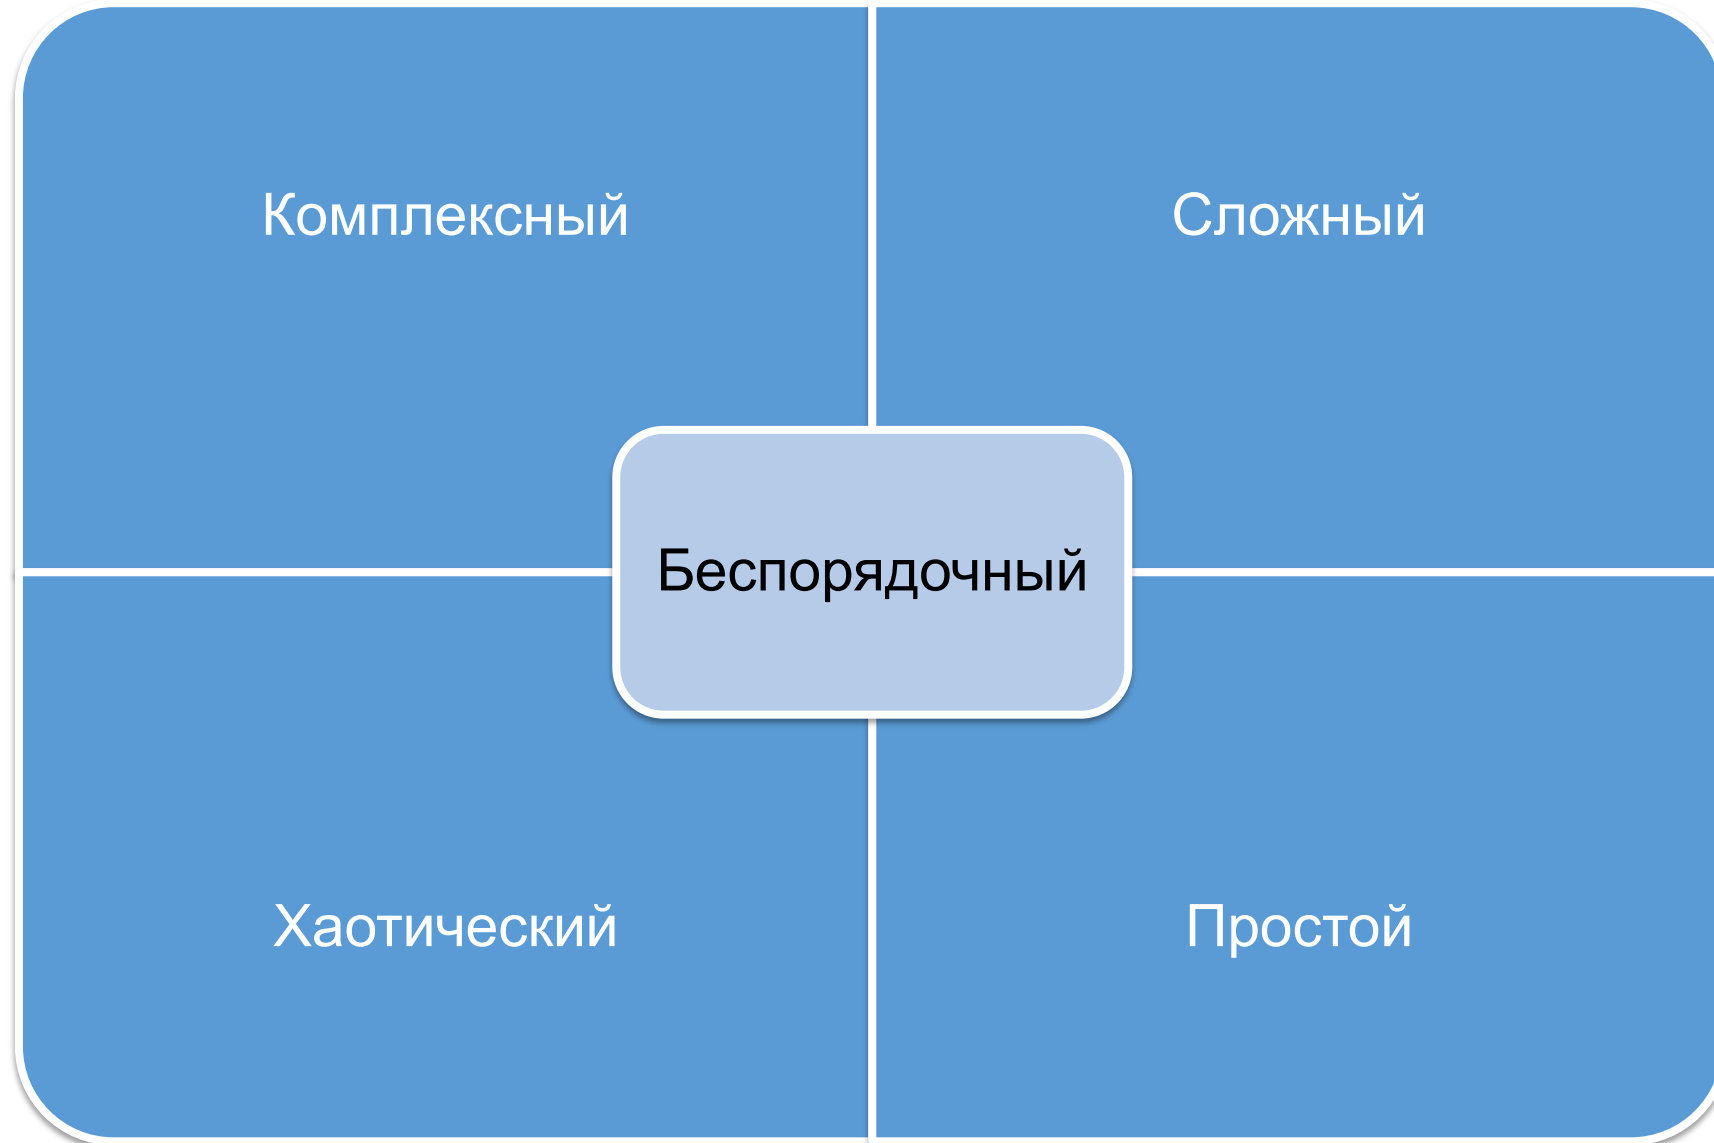 Комплексный
Сложный
Беспорядочный
Хаотический
Простой